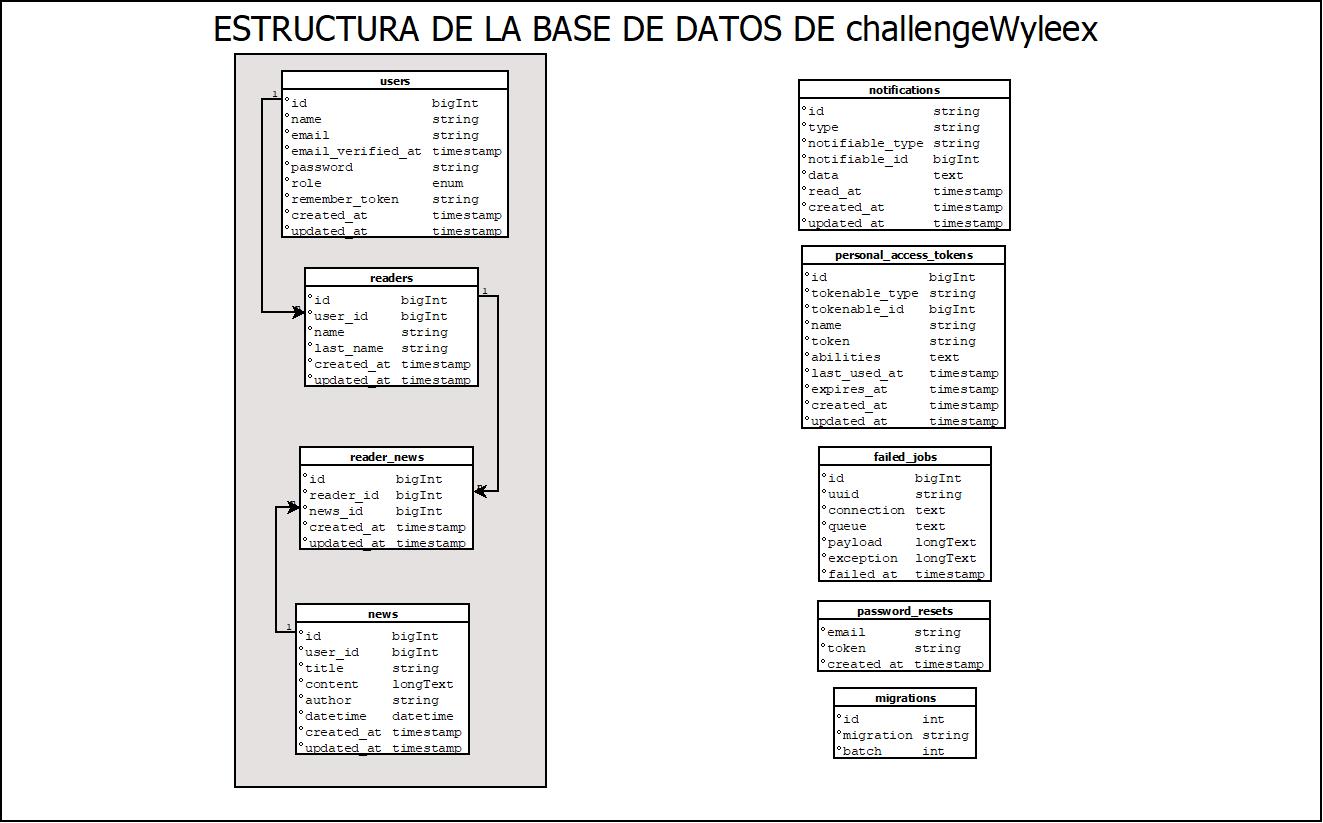 ESTRUCTURA DE LA BASE DE DATOS DE challengeWyleex
users
1
id bigInt
name string
email string
email_verified_at timestamp
password string
role enum
remember_token string
created_at timestamp
updated_at timestamp
readers
1
id bigInt
user_id bigInt
name string
last_name string
created_at timestamp
updated_at timestamp
reader_news
id bigInt
reader_id bigInt
news_id bigInt
created_at timestamp
updated_at timestamp
news
1
id bigInt
user_id bigInt
title string
content longText
author string
datetime datetime
created_at timestamp
updated_at timestamp
notifications
id string
type string
notifiable_type string
notifiable_id bigInt
data text
read_at timestamp
created_at timestamp
updated_at timestamp
personal_access_tokens
id bigInt
tokenable_type string
tokenable_id bigInt
name string
token string
abilities text
last_used_at timestamp
expires_at timestamp
created_at timestamp
updated_at timestamp
failed_jobs
id bigInt
uuid string
connection text
queue text
payload longText
exception longText
failed_at timestamp
password_resets
email string
token string
created_at timestamp
migrations
id int
migration string
batch int